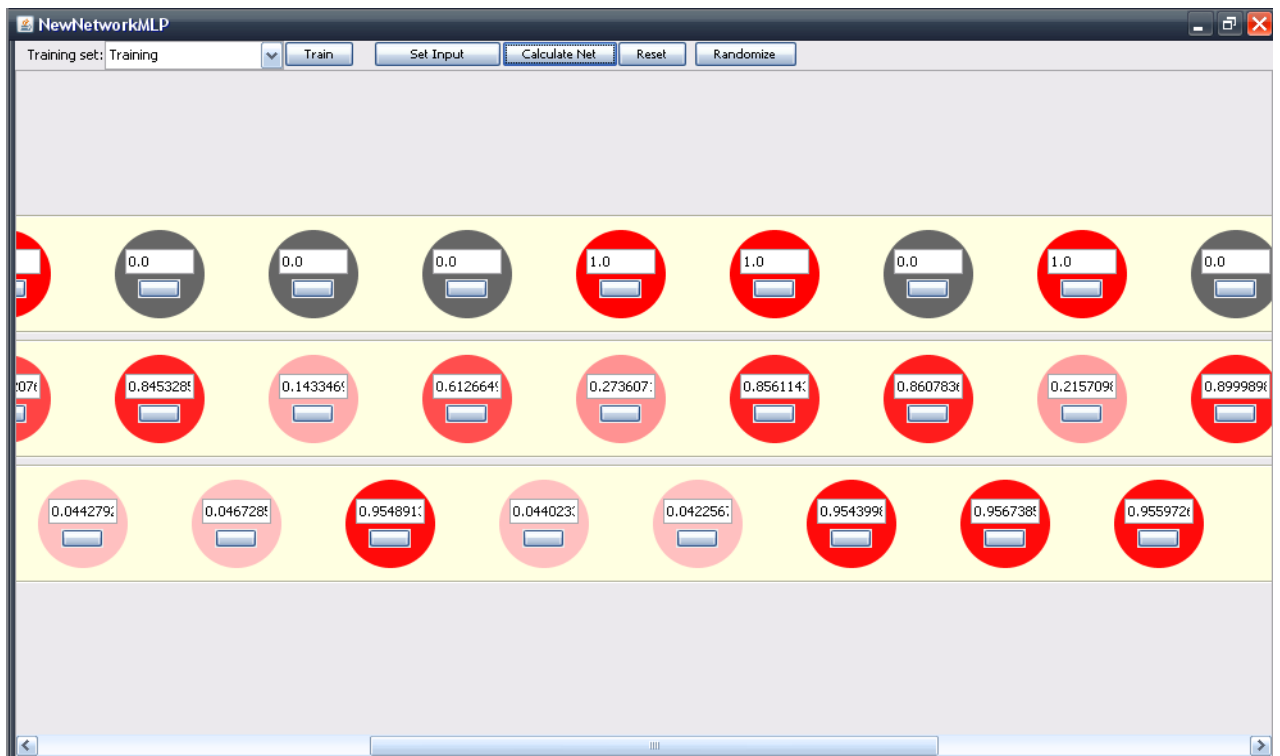 NewNetworkMLP
Training set: Training Train Set Input Calculate Net Reset Randomize
0.0 0.0 0.0 1.0 1.0 0.0 1.0 0.0
0.845328 0.143346 0.612664 0.273607 0.856114 0.860783 0.215709 0.899989
0.044279 0.046728 0.954891 0.044023 0.042256 0.954399 0.956738 0.955972